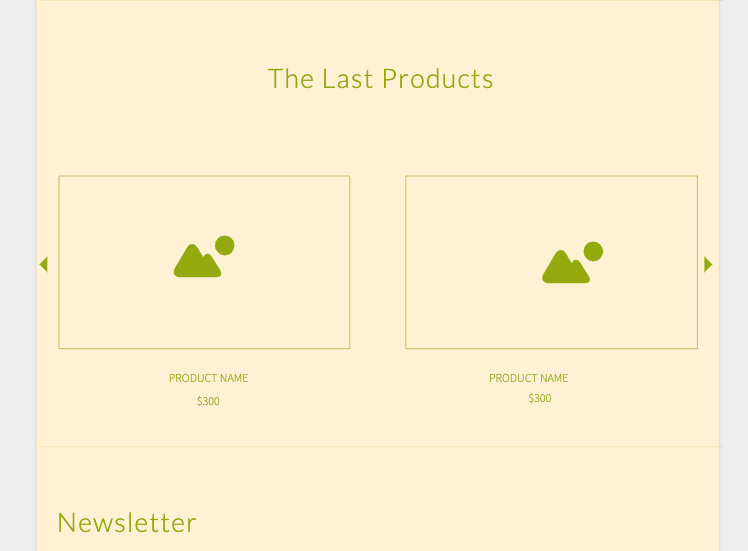 The Last Products
PRODUCT NAME
$300
PRODUCT NAME
$300
Newsletter